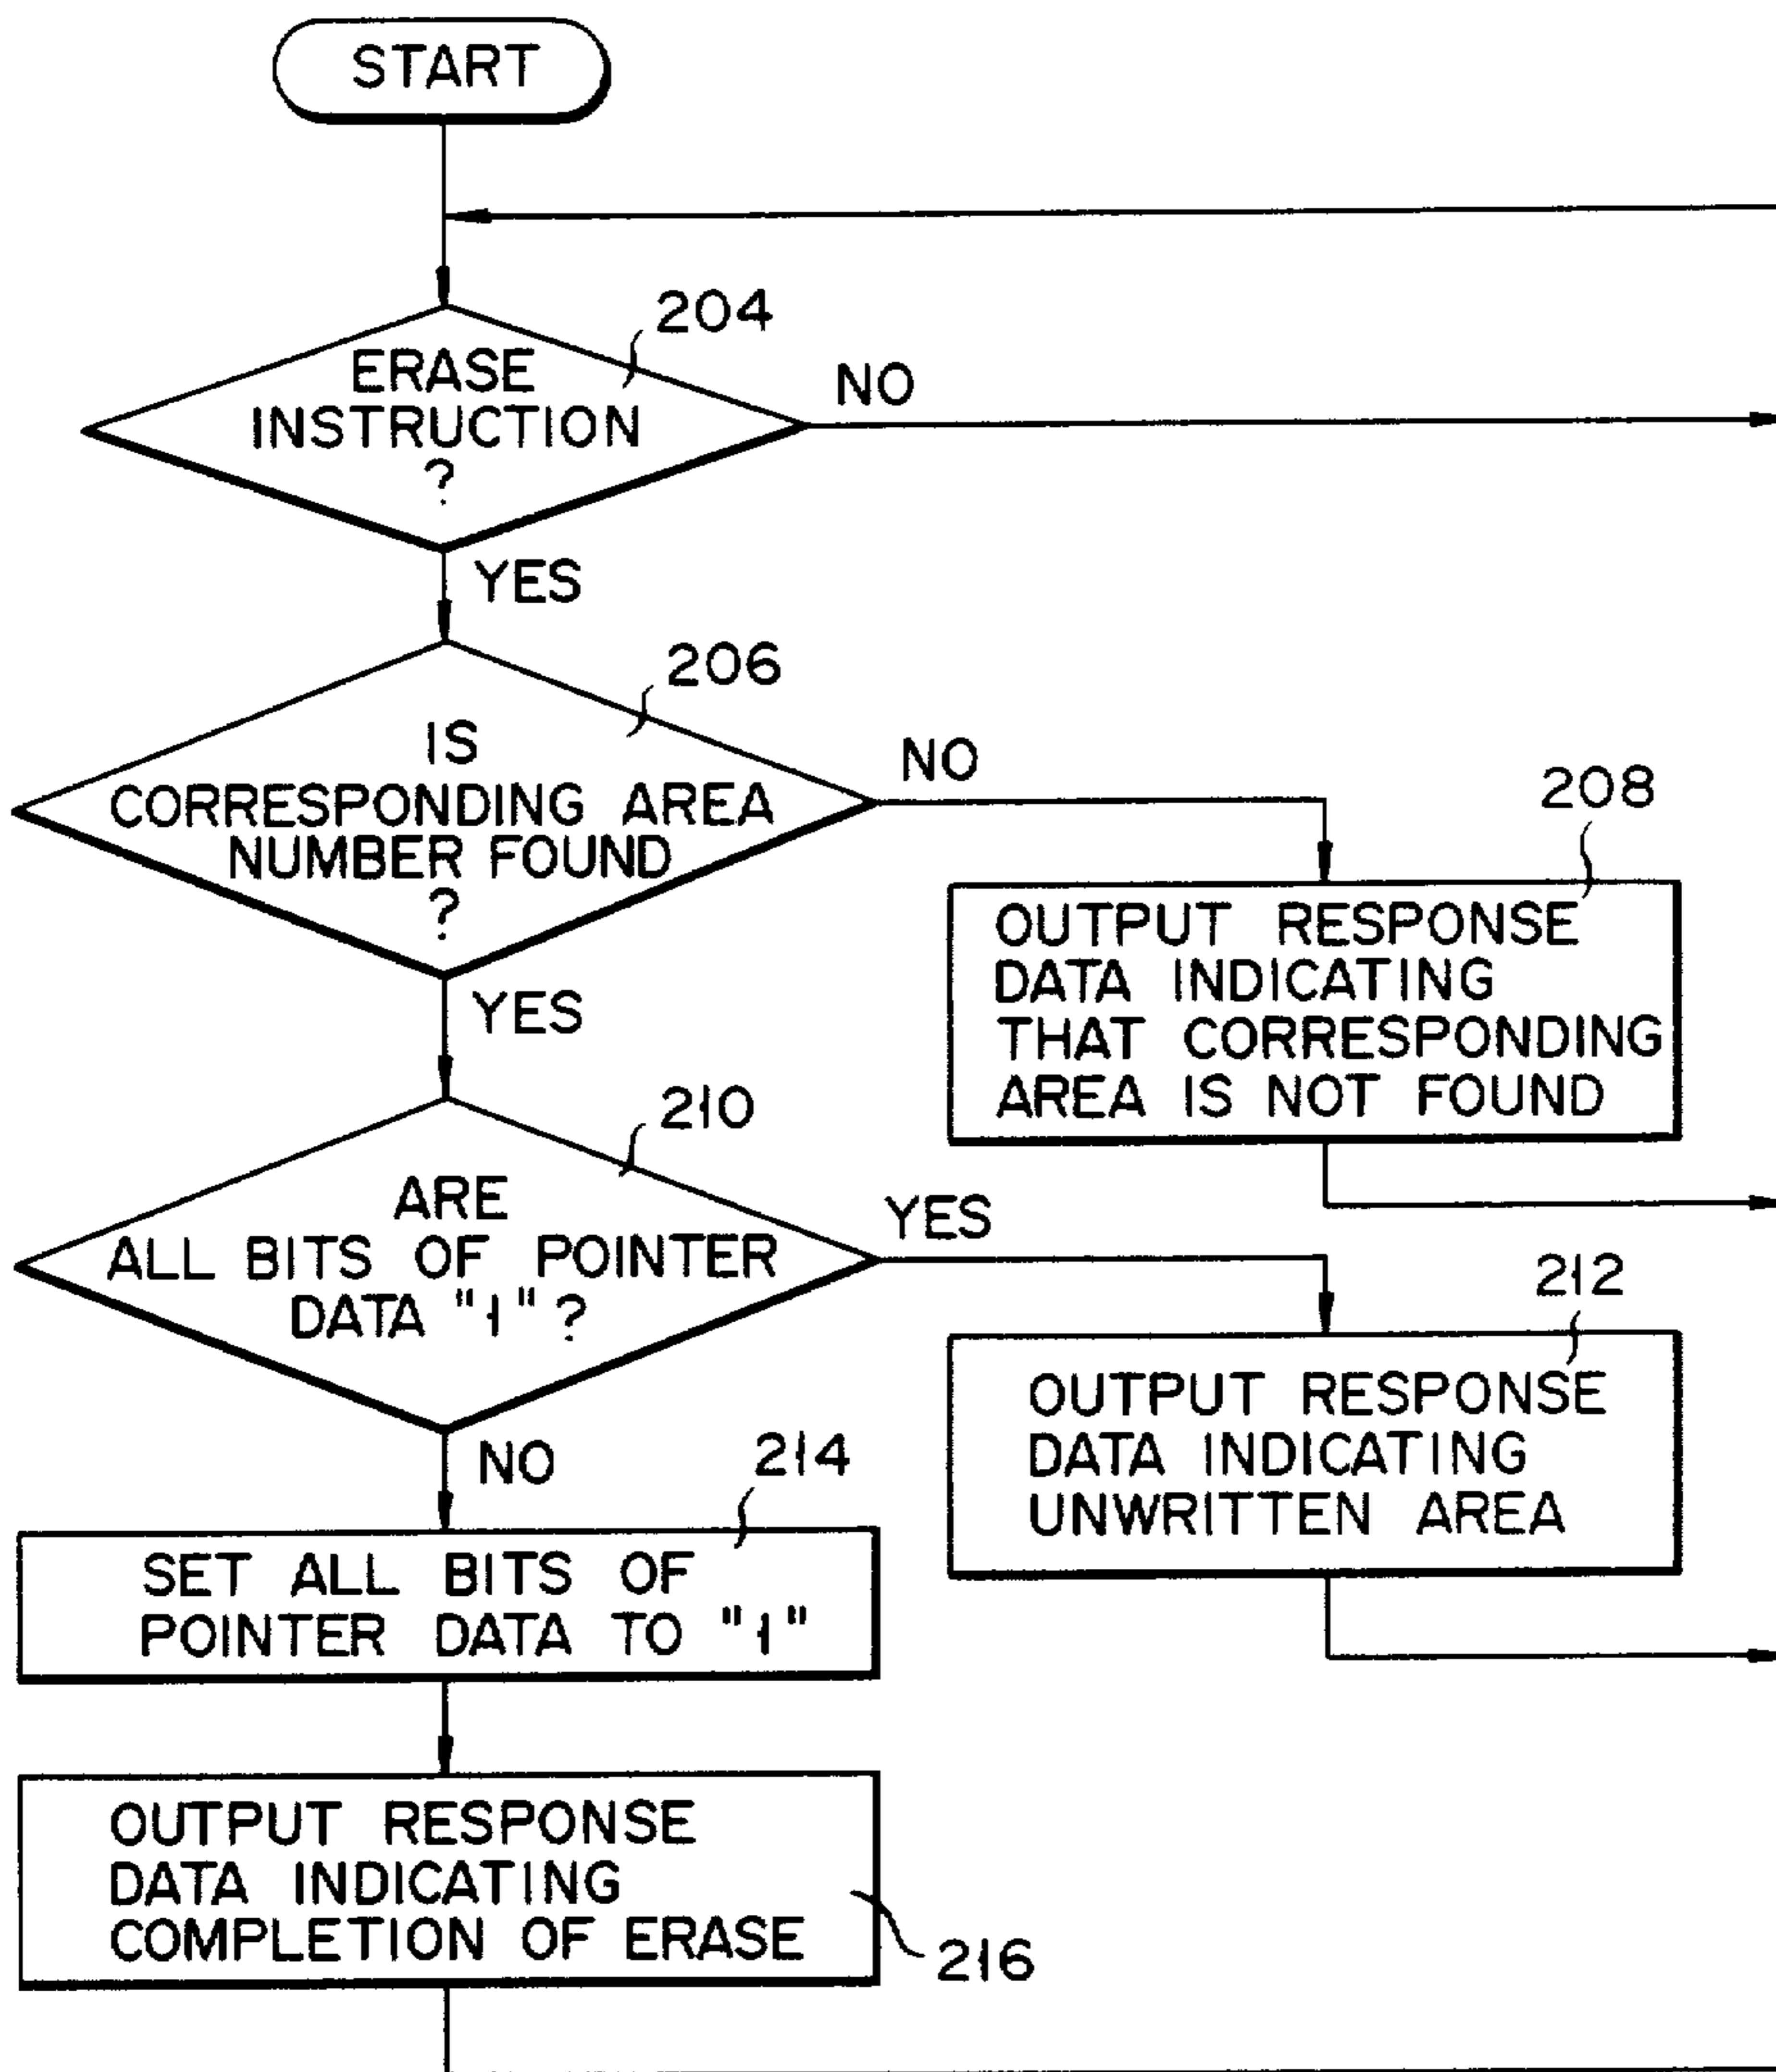 START
204
ERASE
INSTRUCTION
?
NO
YES
206
IS
CORRESPONDING AREA
NUMBER FOUND
?
NO
YES
208
OUTPUT RESPONSE
DATA INDICATING
THAT CORRESPONDING
AREA IS NOT FOUND
210
ARE
ALL BITS OF POINTER
DATA "1" ?
YES
NO
212
OUTPUT RESPONSE
DATA INDICATING
UNWRITTEN AREA
214
SET ALL BITS OF
POINTER DATA TO "1"
OUTPUT RESPONSE
DATA INDICATING
COMPLETION OF ERASE
216